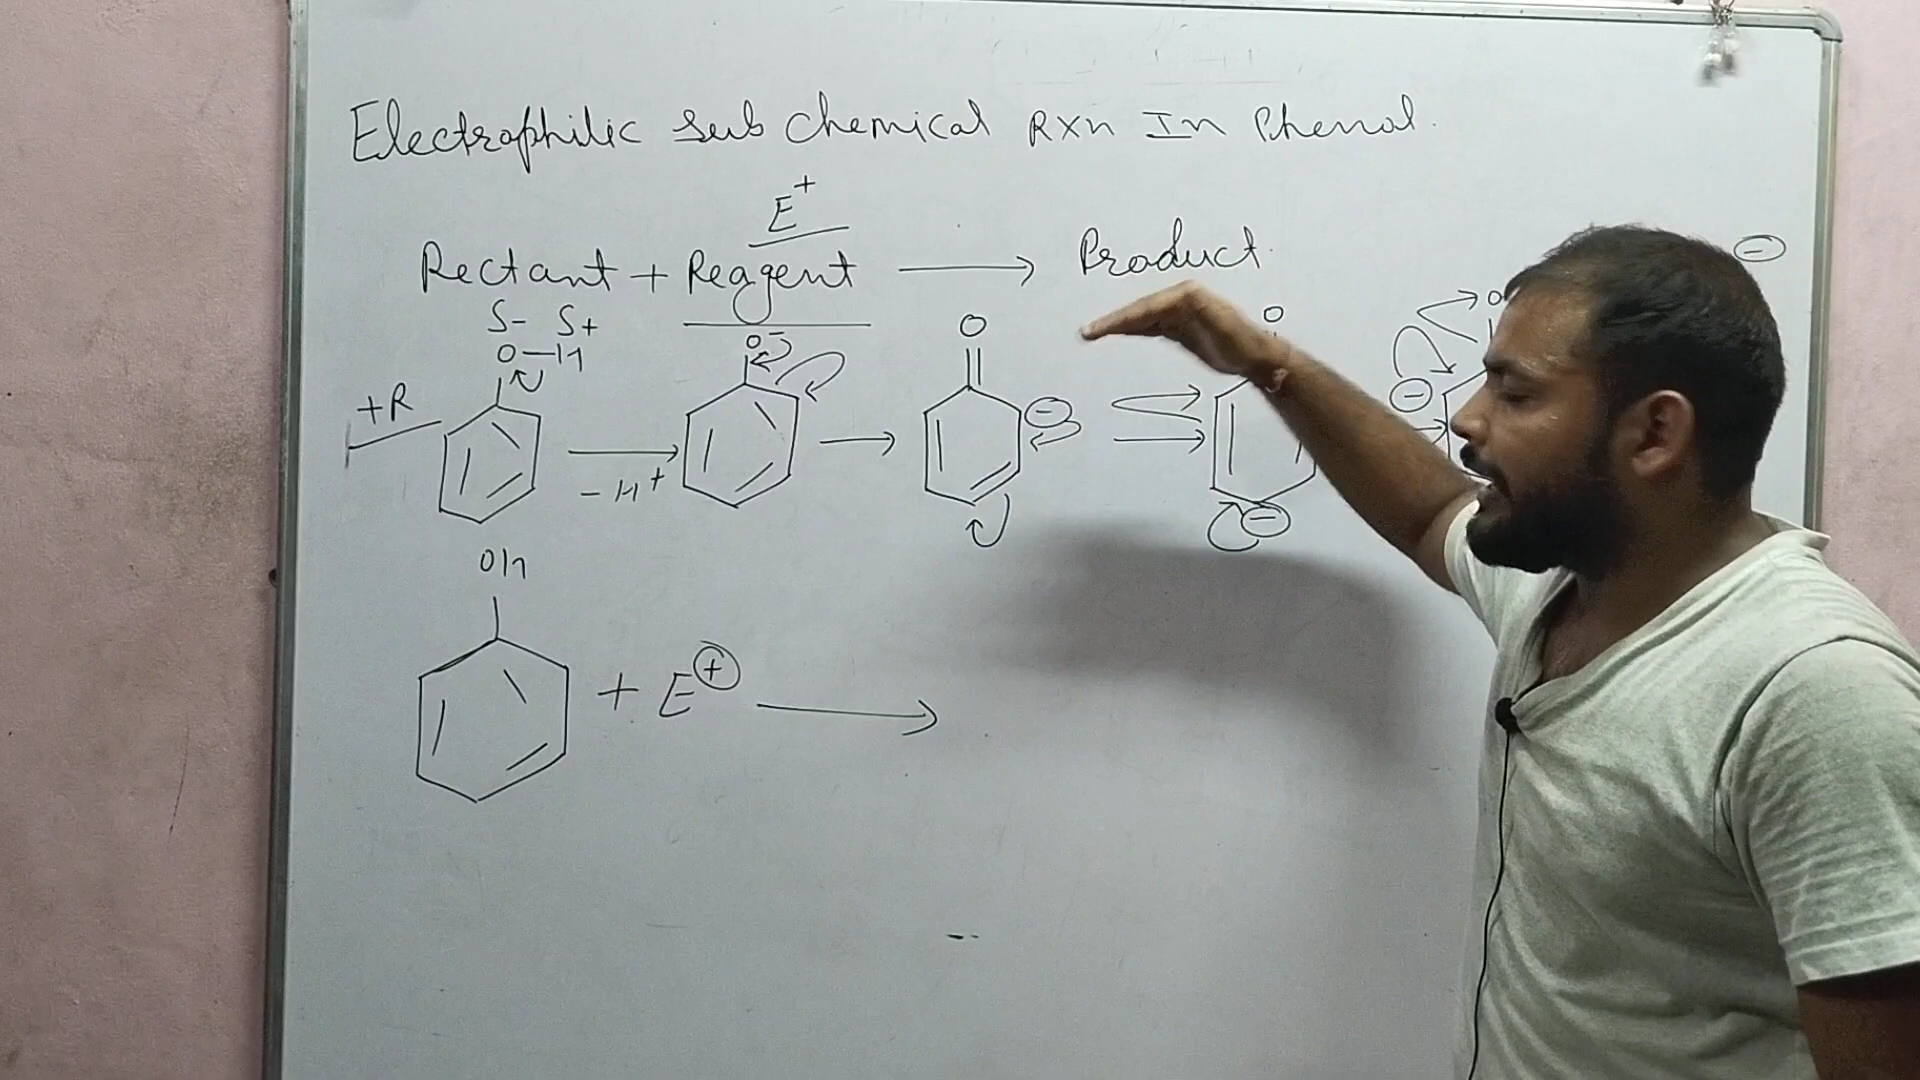 Electrophilic Sub Chemical Rxn In Phenol.
E+
Rectant + Reagent → Product.
S- S+
O-H
O-
O
O
O
-
+R
-
-
-H+
-
OH
+ E+ →